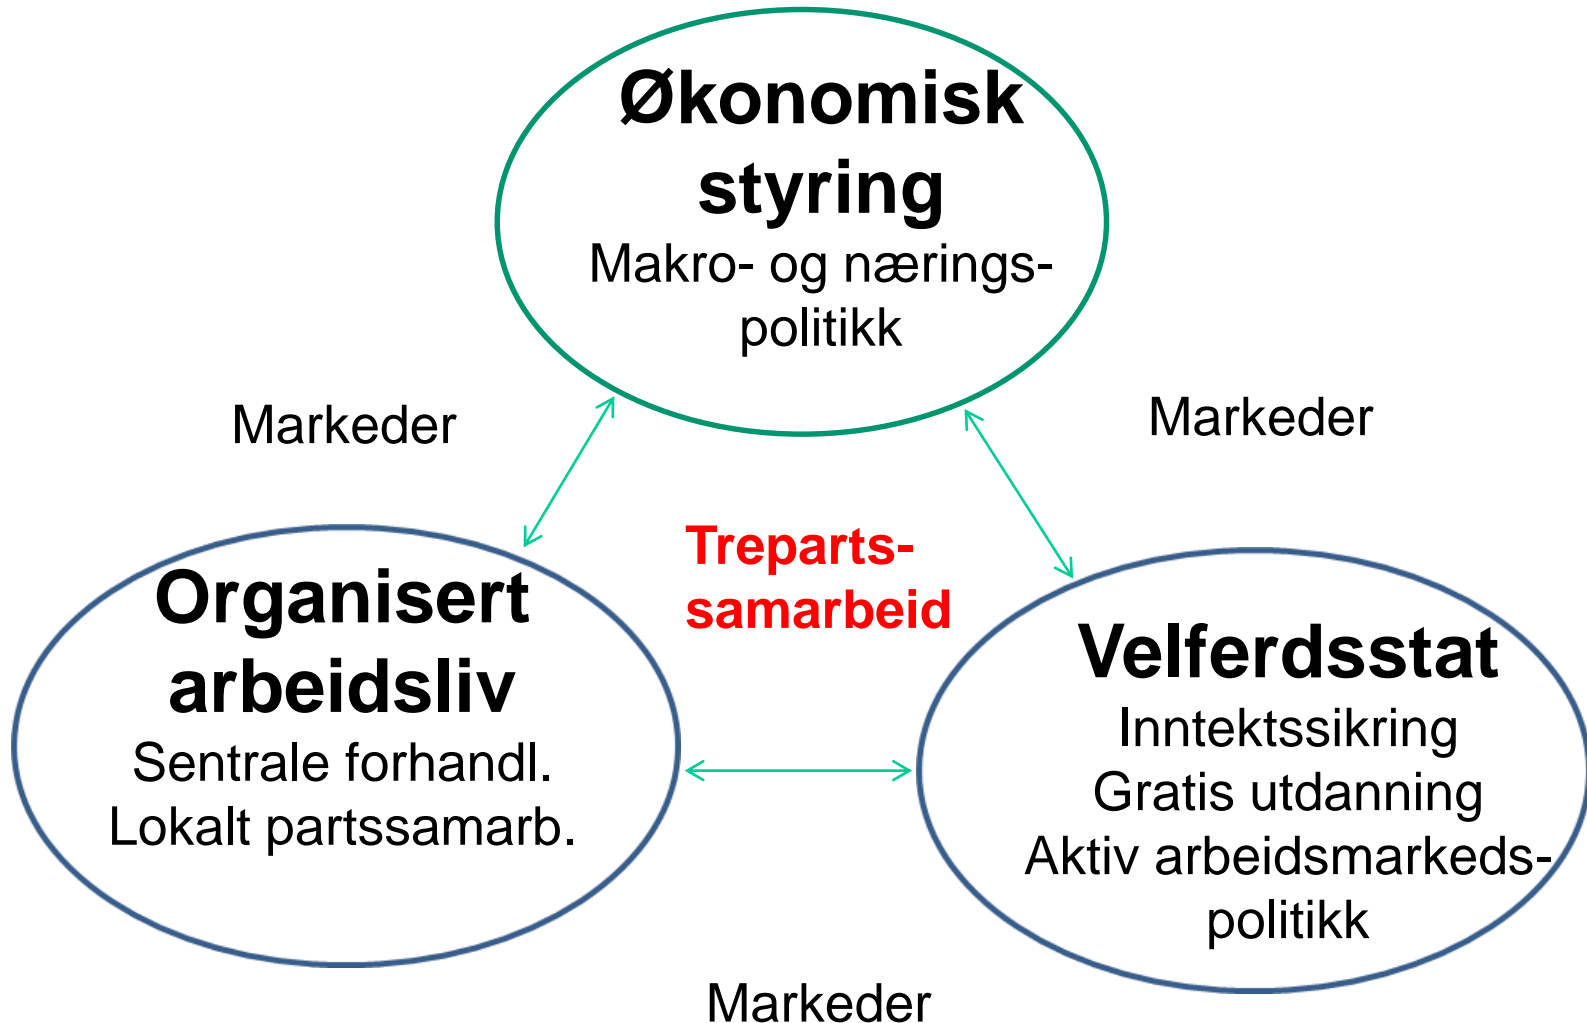 Økonomisk
styring
Makro- og nærings-
politikk
Markeder
Markeder
Treparts-
samarbeid
Organisert
arbeidsliv
Sentrale forhandl.
Lokalt partssamarb.
Velferdsstat
Inntektssikring
Gratis utdanning
Aktiv arbeidsmarkeds-
politikk
Markeder